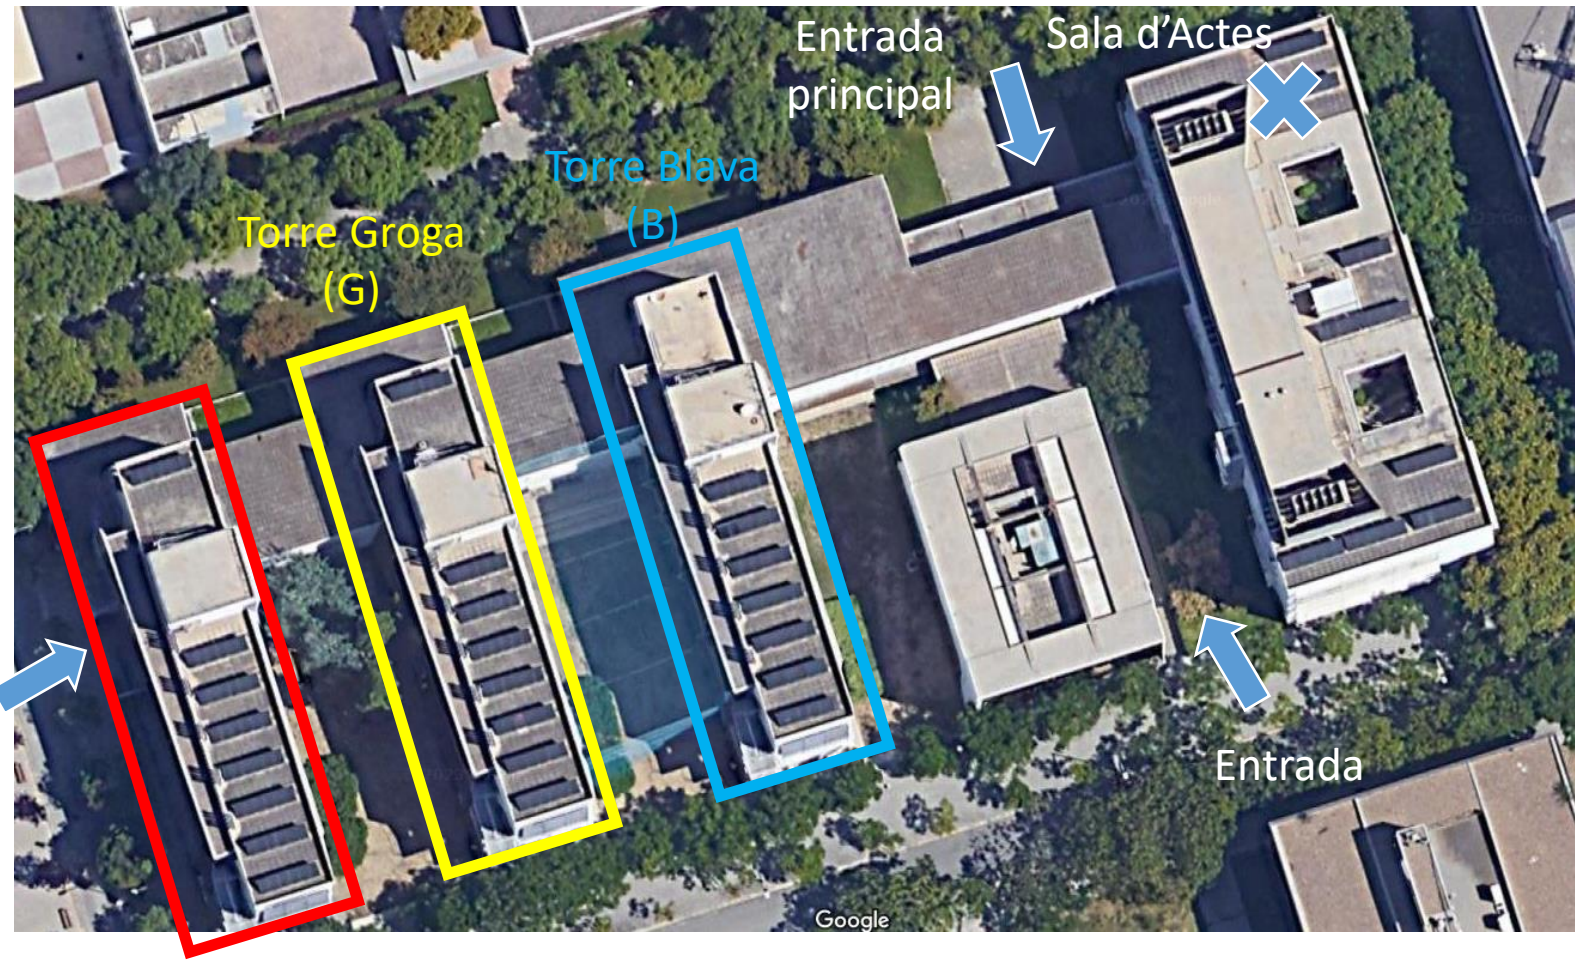 Entrada
principal
Sala d'Actes
Torre Blava
(B)
Torre Groga
(G)
Entrada
Google